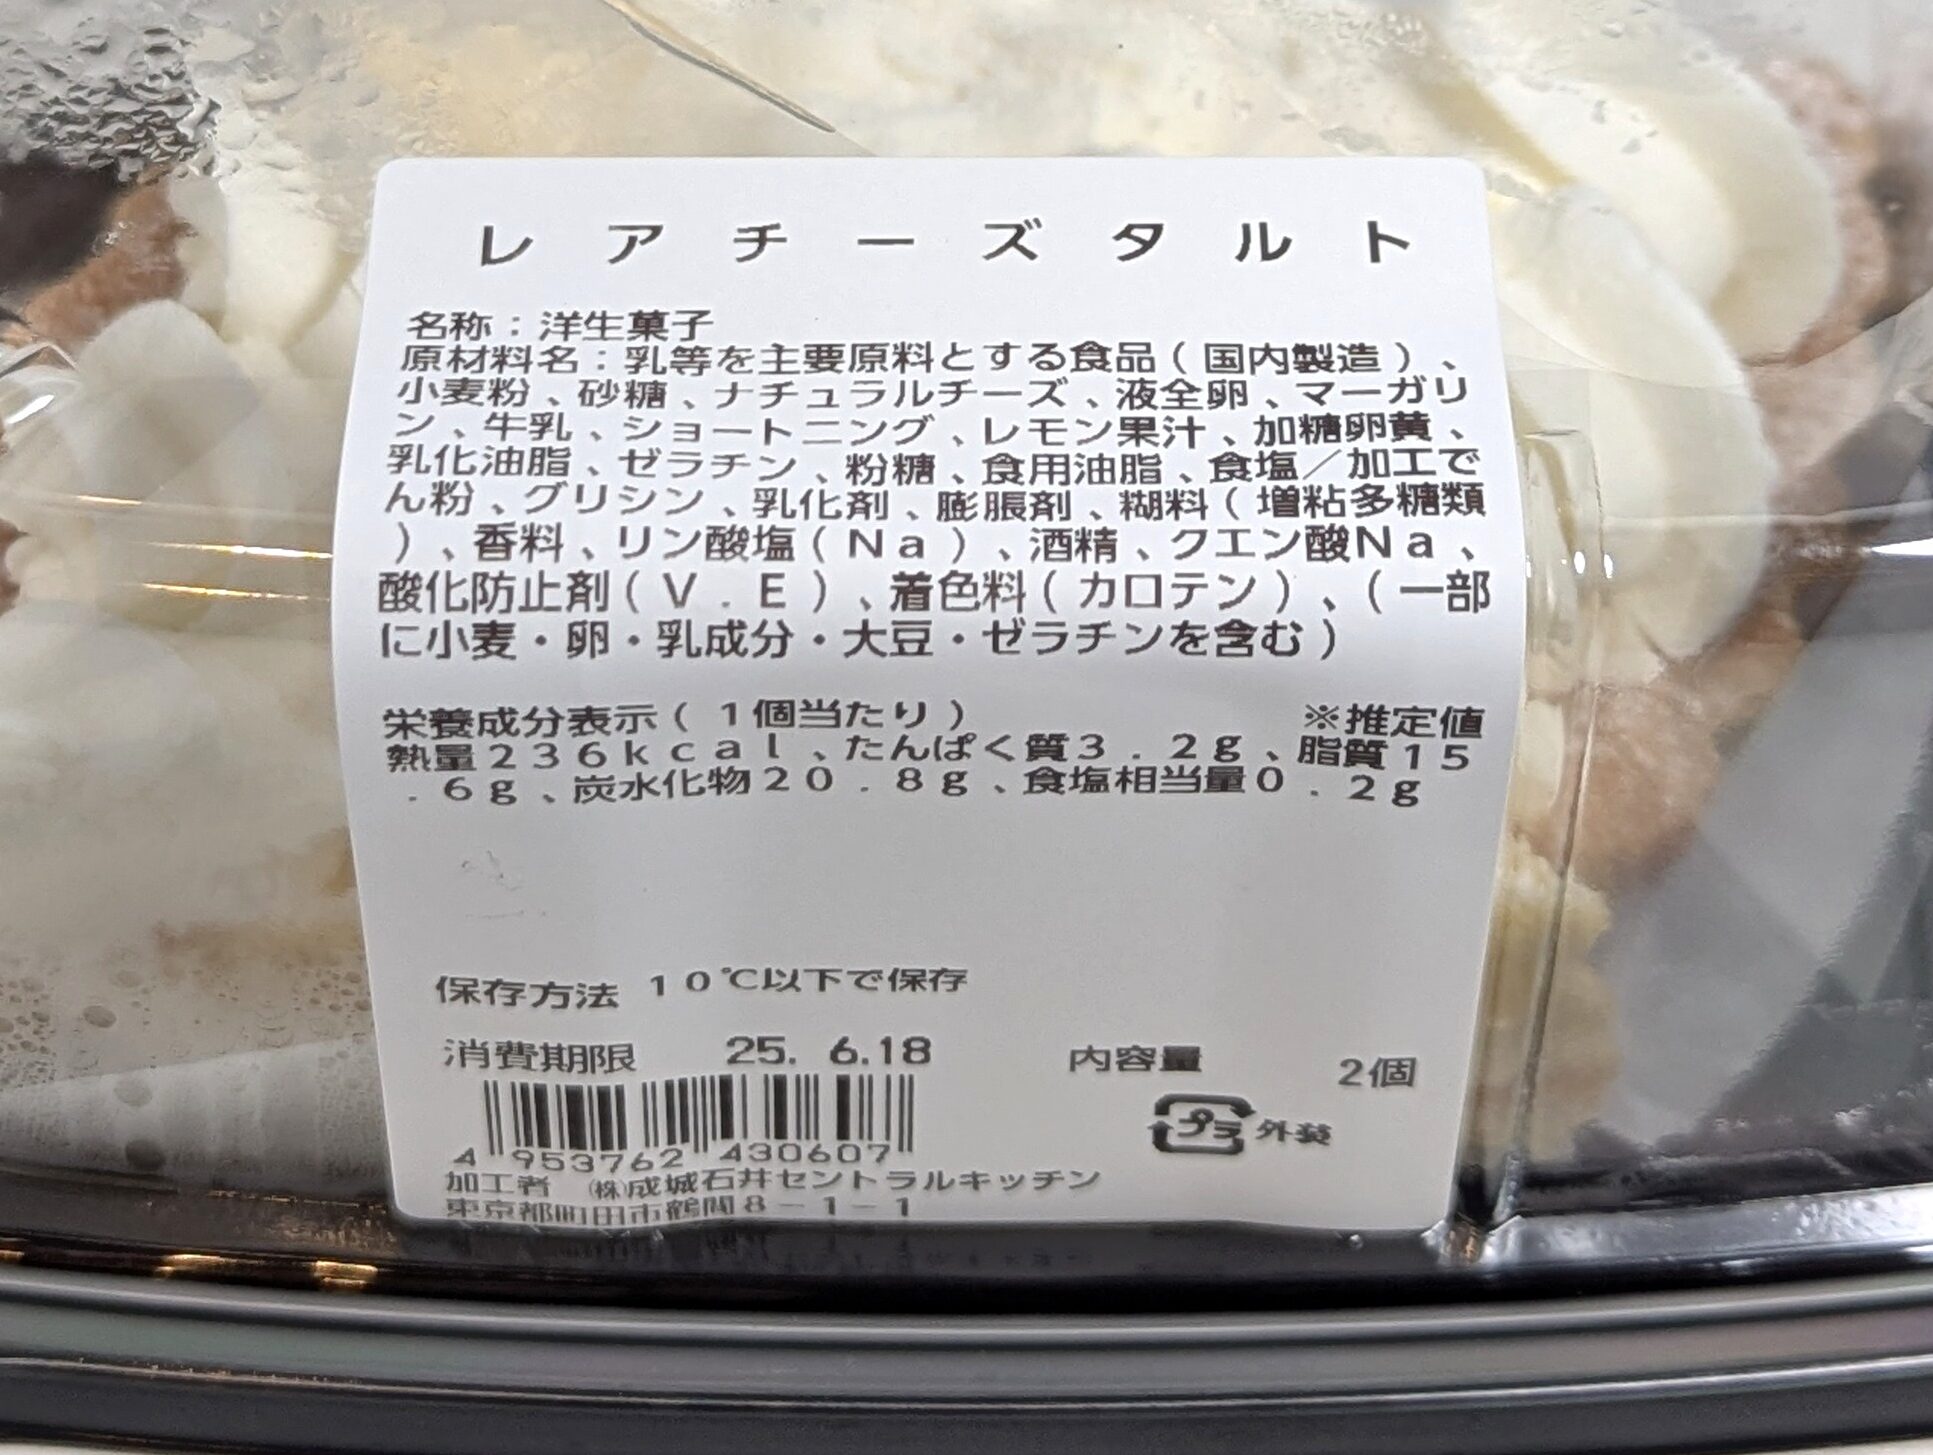 レアチーズタルト
名称：洋生菓子
原材料名：乳等を主要原料とする食品（国内製造）、
小麦粉、砂糖、ナチュラルチーズ、液全卵、マーガリ
ン、牛乳、ショートニング、レモン果汁、加糖卵黄、
乳化油脂、ゼラチン、粉糖、食用油脂、食塩／加工で
ん粉、グリシン、乳化剤、膨脹剤、糊料（増粘多糖類
）、香料、リン酸塩（Ｎａ）、酒精、クエン酸Ｎａ、
酸化防止剤（Ｖ．Ｅ）、着色料（カロテン）、（一部
に小麦・卵・乳成分・大豆・ゼラチンを含む）
栄養成分表示（１個当たり） ※推定値
熱量２３６ｋｃａｌ、たんぱく質３．２ｇ、脂質１５
．６ｇ、炭水化物２０．８ｇ、食塩相当量０．２ｇ
保存方法 １０℃以下で保存
消費期限 25. 6.18 内容量 2個
プラ 外装
4 953762 430607
加工者 ㈱成城石井セントラルキッチン
東京都町田市鶴間８－１－１